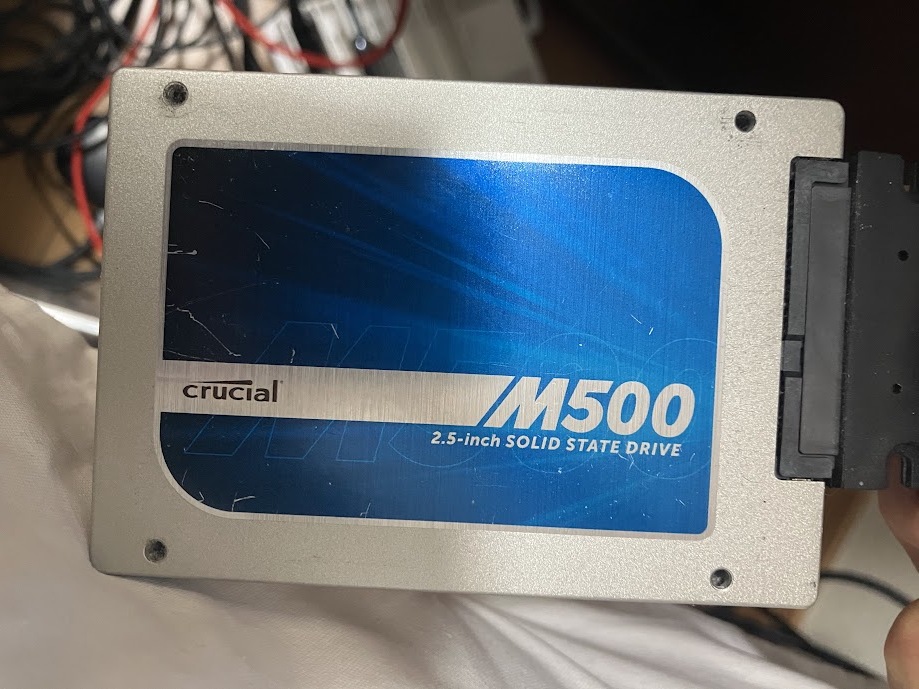 crucial
M500
2.5-inch SOLID STATE DRIVE